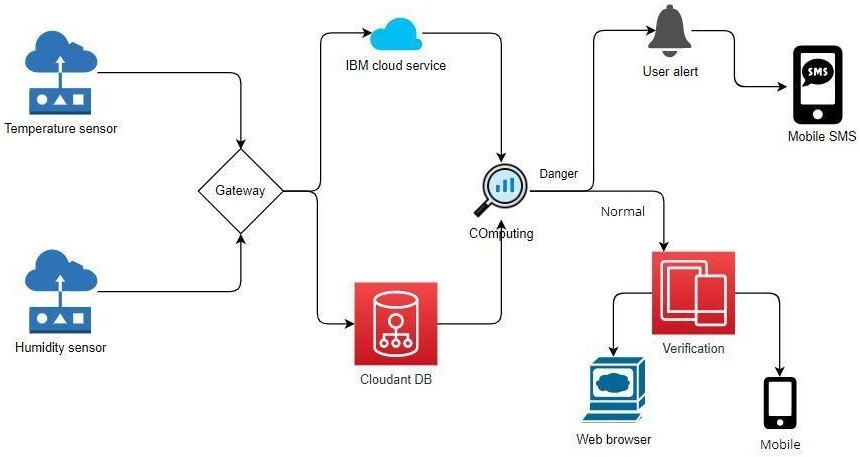 IBM cloud service
User alert
SMS
Temperature sensor
Mobile SMS
Danger
Gateway
Normal
COmputing
Humidity sensor
Verification
Cloudant DB
Web browser
Mobile